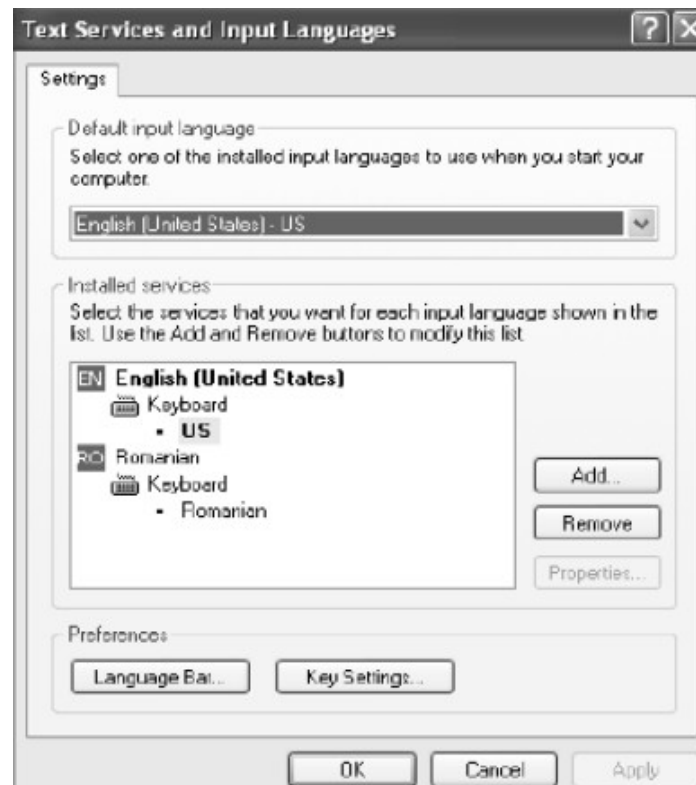 Text Services and Input Languages
Settings
Default input language
Select one of the installed input languages to use when you start your
computer.
English (United States) - US
Installed services
Select the services that you want for each input language shown in the
list. Use the Add and Remove buttons to modify this list
EN English (United States)
Keyboard
• US
RO Romanian
Keyboard
• Romanian
Add...
Remove
Properties...
Preferences
Language Bar...
Key Settings...
OK
Cancel
Apply